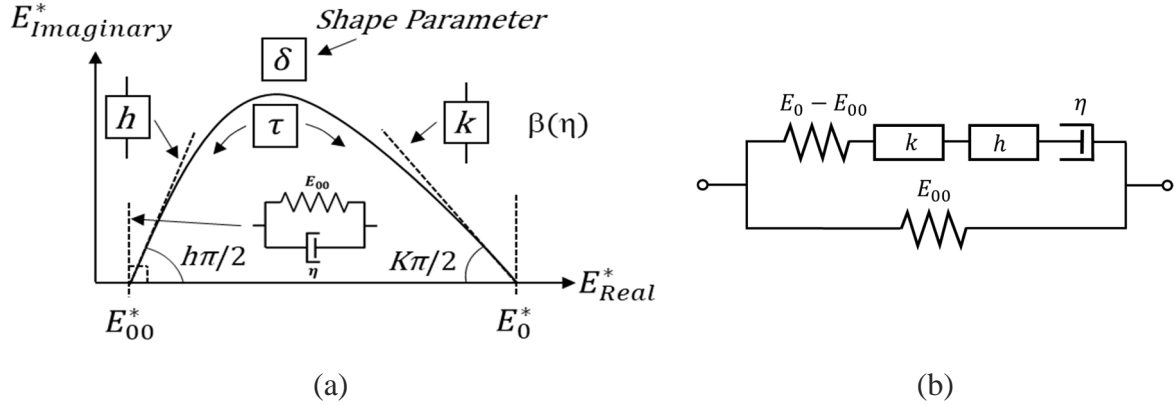 E*Imaginary
Shape Parameter
δ
h
τ
k
β(η)
E00
η
hπ/2
Kπ/2
E*Real
E*00
E*0
(a)
E0 − E00
η
k
h
E00
(b)